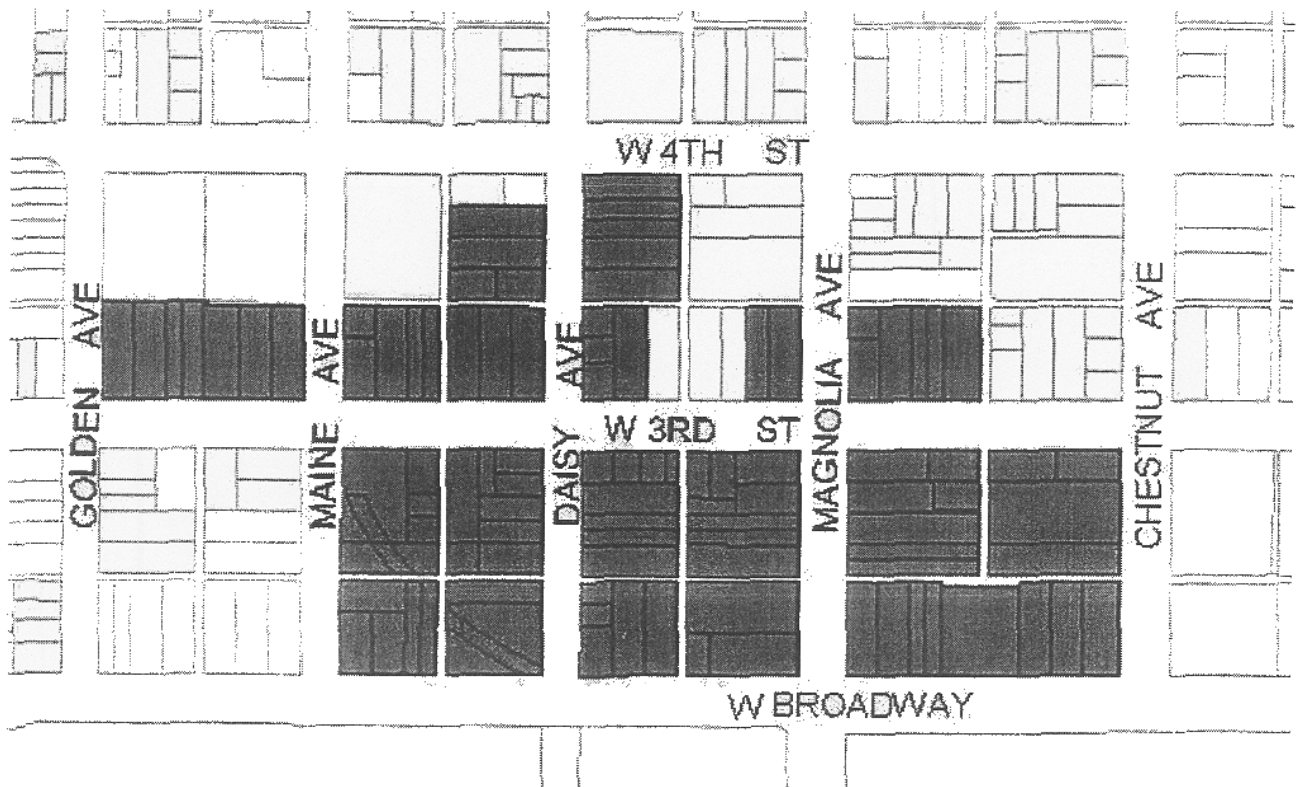 W 4TH ST
GOLDEN AVE
MAINE AVE
DAISY AVE
MAGNOLIA AVE
CHESTNUT AVE
W 3RD ST
W BROADWAY